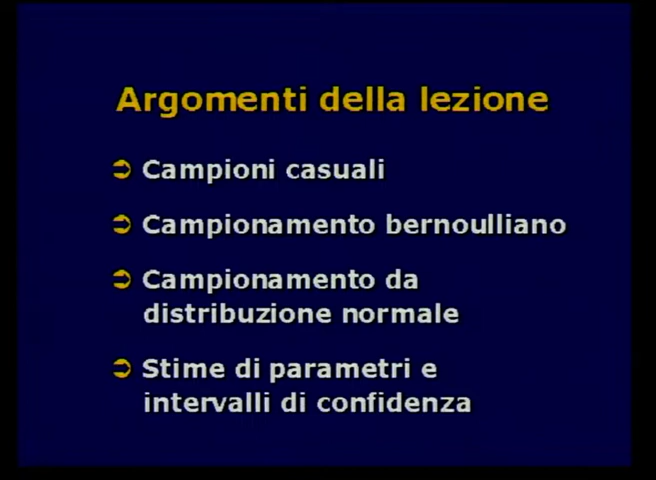 Argomenti della lezione
➲ Campioni casuali
➲ Campionamento bernoulliano
➲ Campionamento da
distribuzione normale
➲ Stime di parametri e
intervalli di confidenza